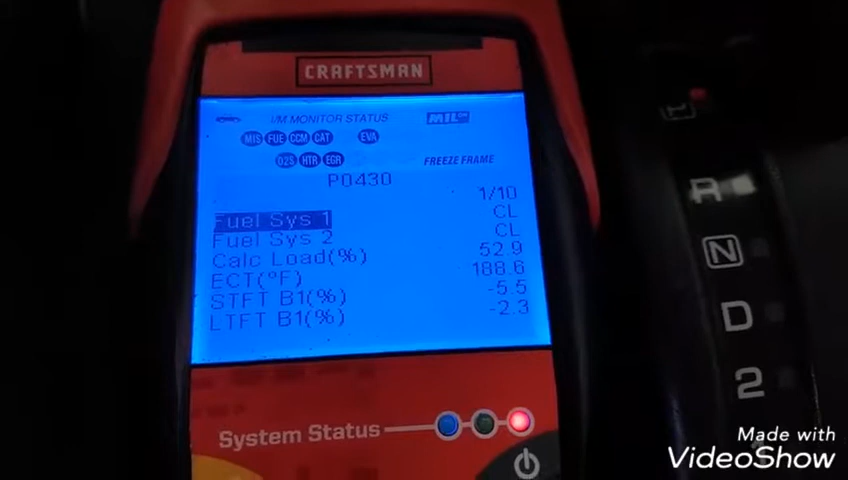 CRAFTSMAN
I/M MONITOR STATUS MIL
MIS FUE CCM CAT EVA
O2S HTR EGR FREEZE FRAME
P0430
1/10
Fuel Sys 1 CL
Fuel Sys 2 CL
Calc Load(%) 52.9
ECT(°F) 188.6
STFT B1(%) -5.5
LTFT B1(%) -2.3
System Status
R
N
D
2
Made with
VideoShow